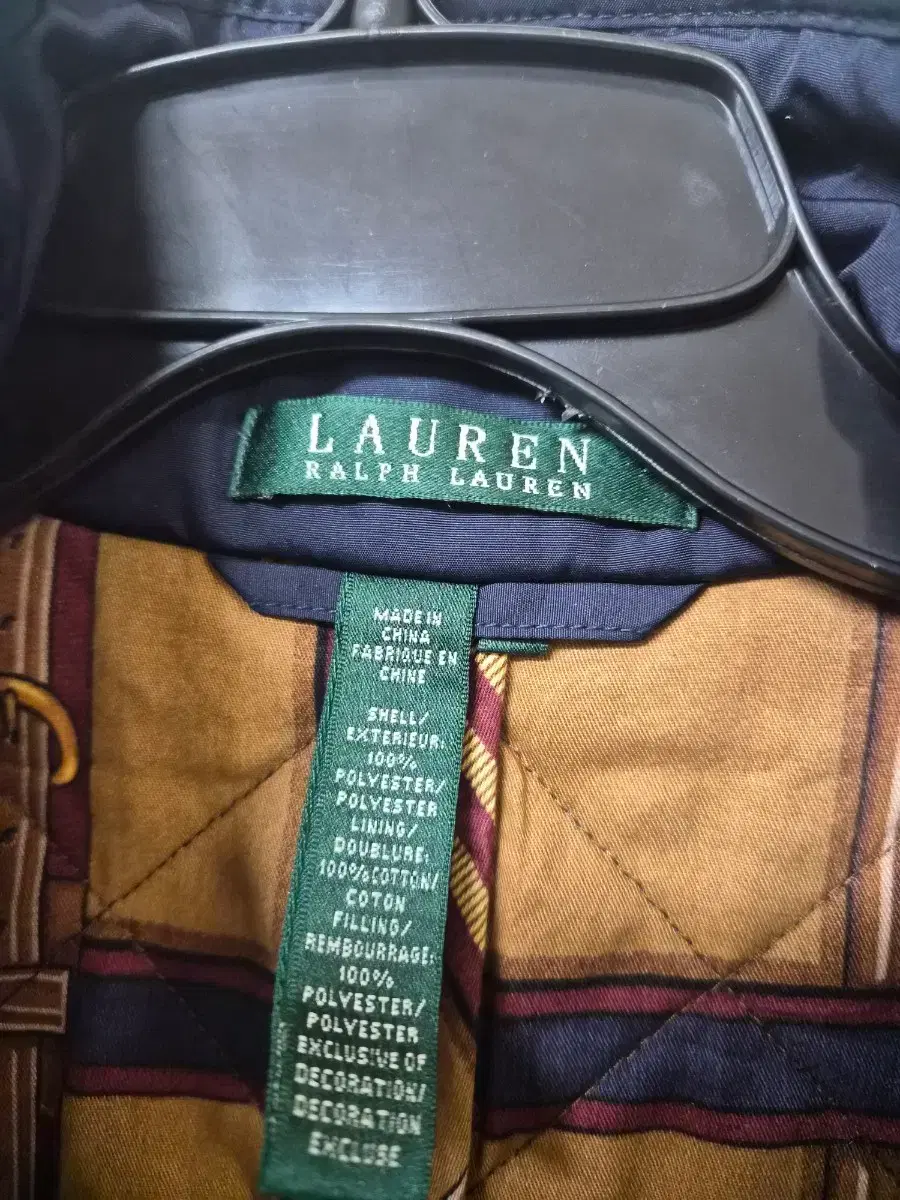 LAUREN
RALPH LAUREN
MADE IN
CHINA
FABRIQUE EN
CHINE
SHELL/
EXTERIEUR:
100%
POLYESTER/
POLYESTER
LINING/
DOUBLURE:
100%COTTON/
COTON
FILLING/
REMBOURRAGE:
100%
POLYESTER/
POLYESTER
EXCLUSIVE OF
DECORATION/
DECORATION
EXCLUSE